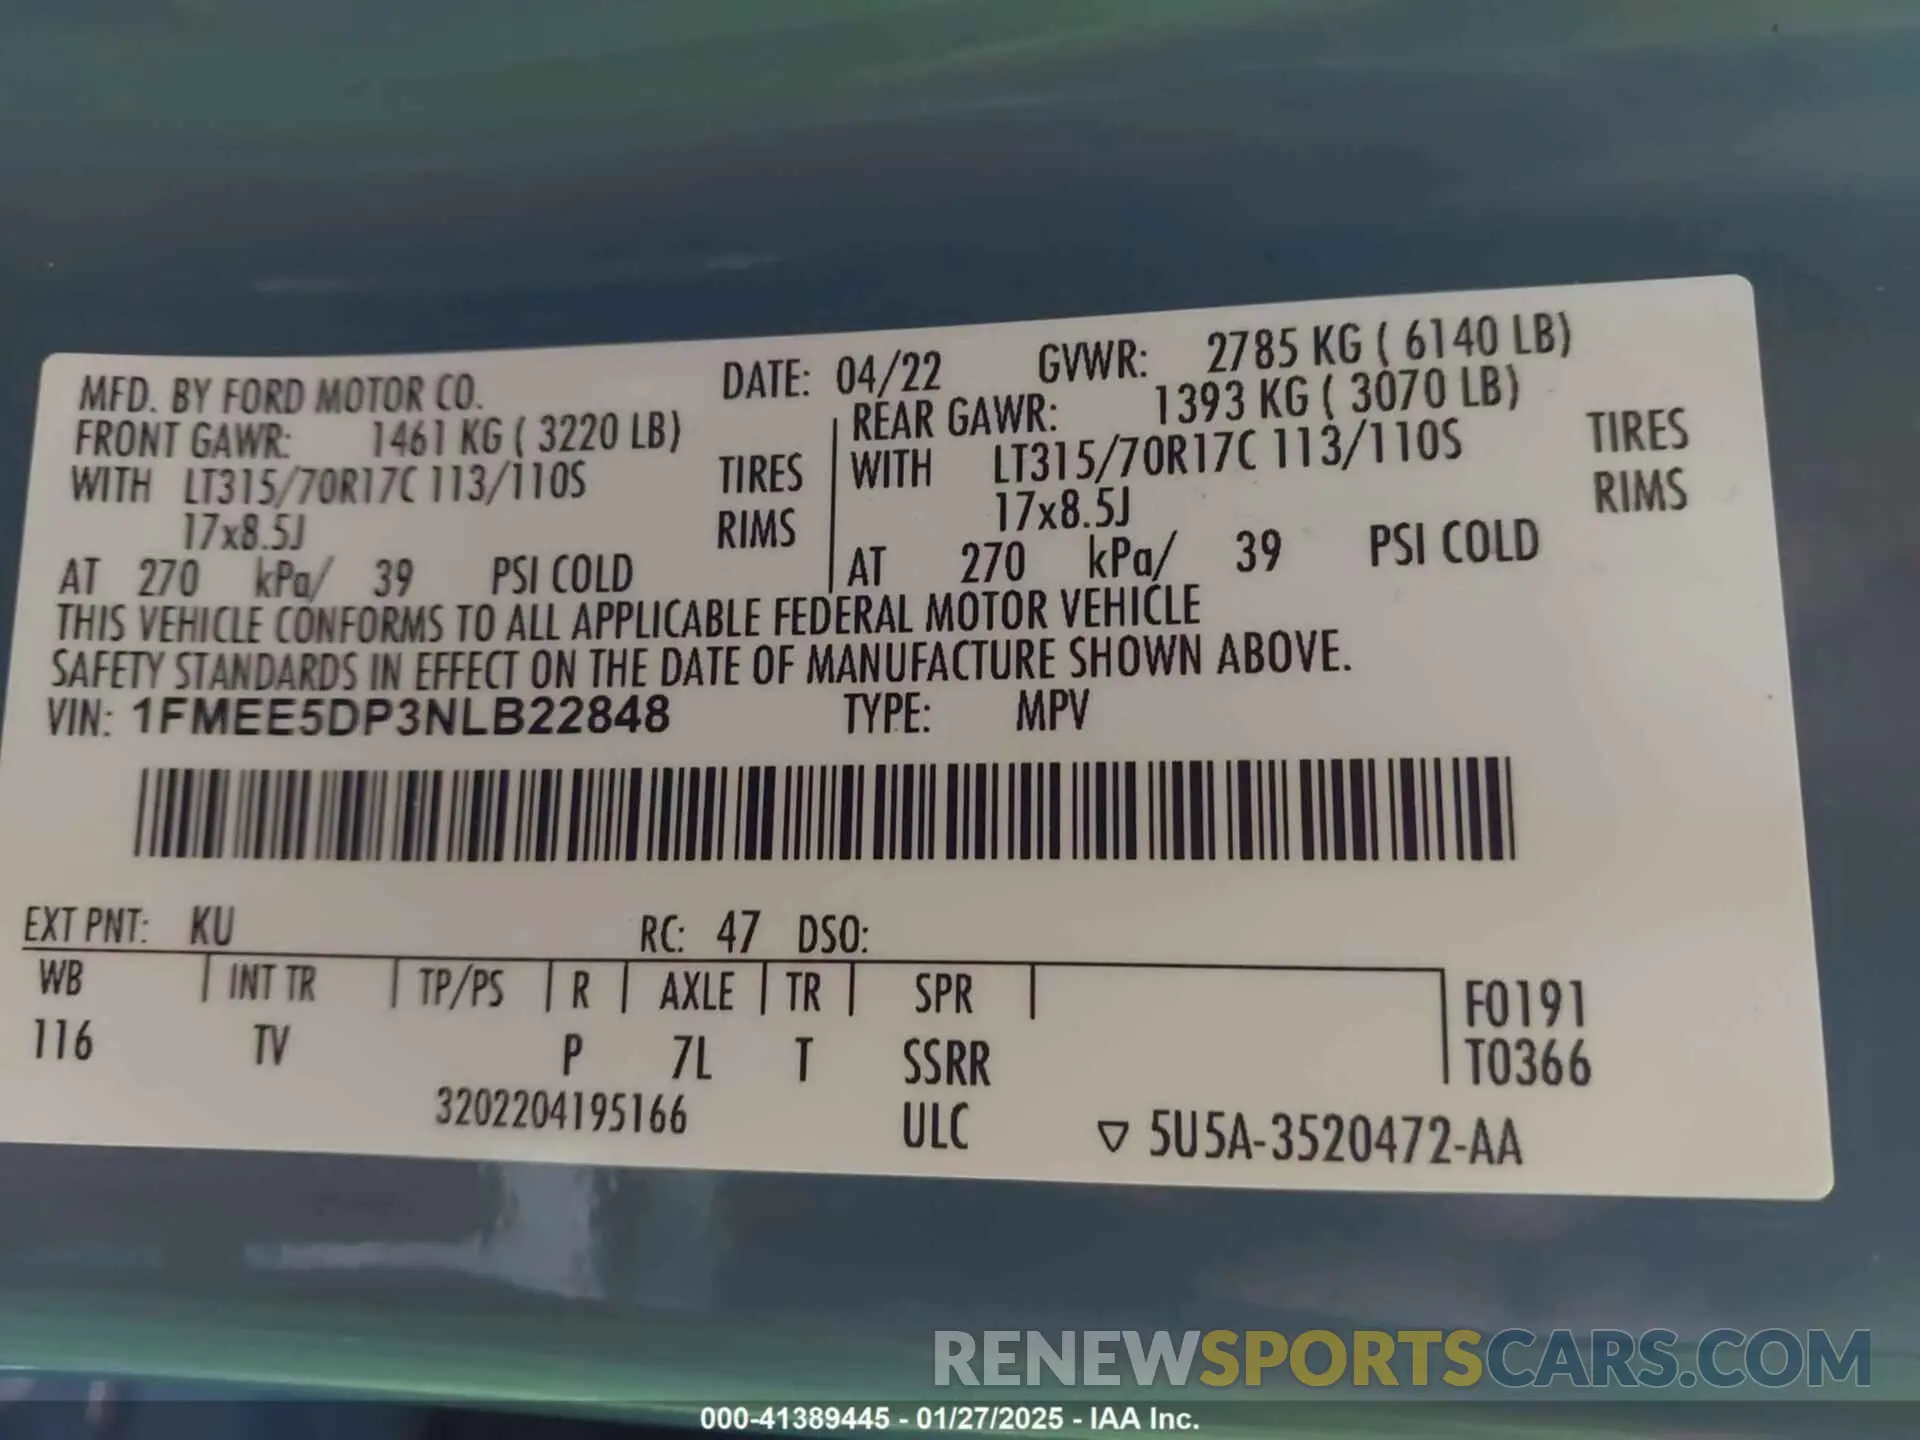 MFD. BY FORD MOTOR CO. DATE: 04/22 GVWR: 2785 KG ( 6140 LB)
FRONT GAWR: 1461 KG ( 3220 LB) REAR GAWR: 1393 KG ( 3070 LB)
WITH LT315/70R17C 113/110S TIRES WITH LT315/70R17C 113/110S TIRES
17x8.5J RIMS 17x8.5J RIMS
AT 270 kPa/ 39 PSI COLD AT 270 kPa/ 39 PSI COLD
THIS VEHICLE CONFORMS TO ALL APPLICABLE FEDERAL MOTOR VEHICLE
SAFETY STANDARDS IN EFFECT ON THE DATE OF MANUFACTURE SHOWN ABOVE.
VIN: 1FMEE5DP3NLB22848 TYPE: MPV
EXT PNT: KU RC: 47 DSO:
WB INT TR TP/PS R AXLE TR SPR F0191
116 TV P 7L T SSRR T0366
3202204195166 ULC ▽ 5U5A-3520472-AA
RENEWSPORTSCARS.COM
000-41389445 - 01/27/2025 - IAA Inc.